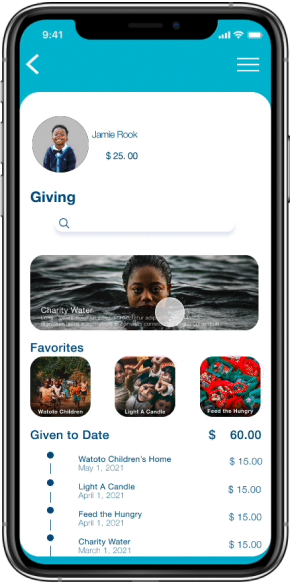 9:41
Jamie Rook
$ 25. 00
Giving
Charity Water
Favorites
Watoto Children
Light A Candle
Feed the Hungry
Given to Date $ 60.00
Watoto Children's Home $ 15.00
May 1, 2021
Light A Candle $ 15.00
April 1, 2021
Feed the Hungry $ 15.00
April 1, 2021
Charity Water $ 15.00
March 1, 2021